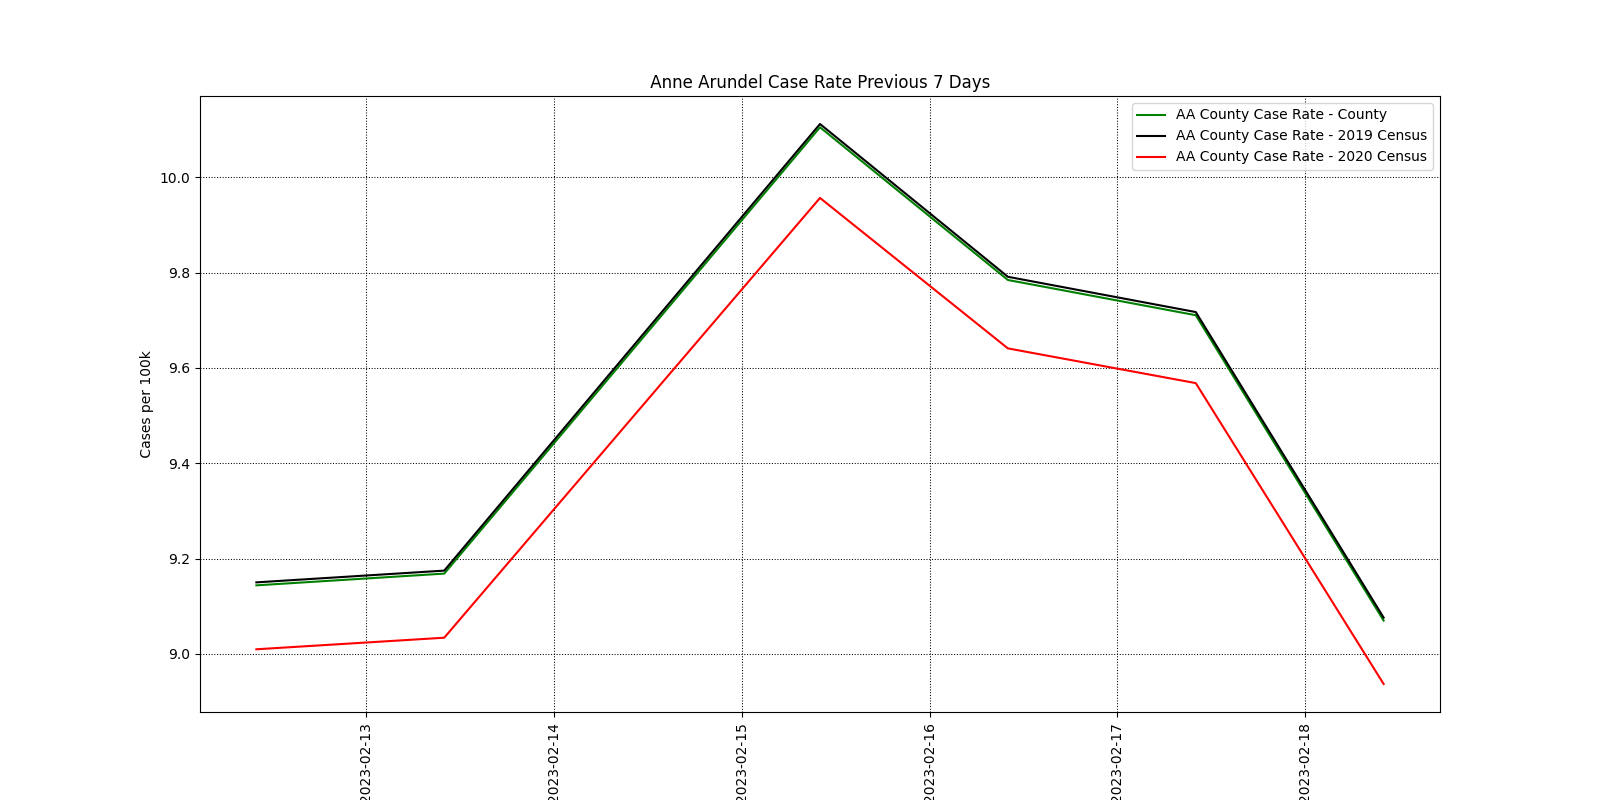 Anne Arundel Case Rate Previous 7 Days
AA County Case Rate - County
AA County Case Rate - 2019 Census
AA County Case Rate - 2020 Census
10.0
9.8
9.6
9.4
9.2
9.0
Cases per 100k
2023-02-13
2023-02-14
2023-02-15
2023-02-16
2023-02-17
2023-02-18